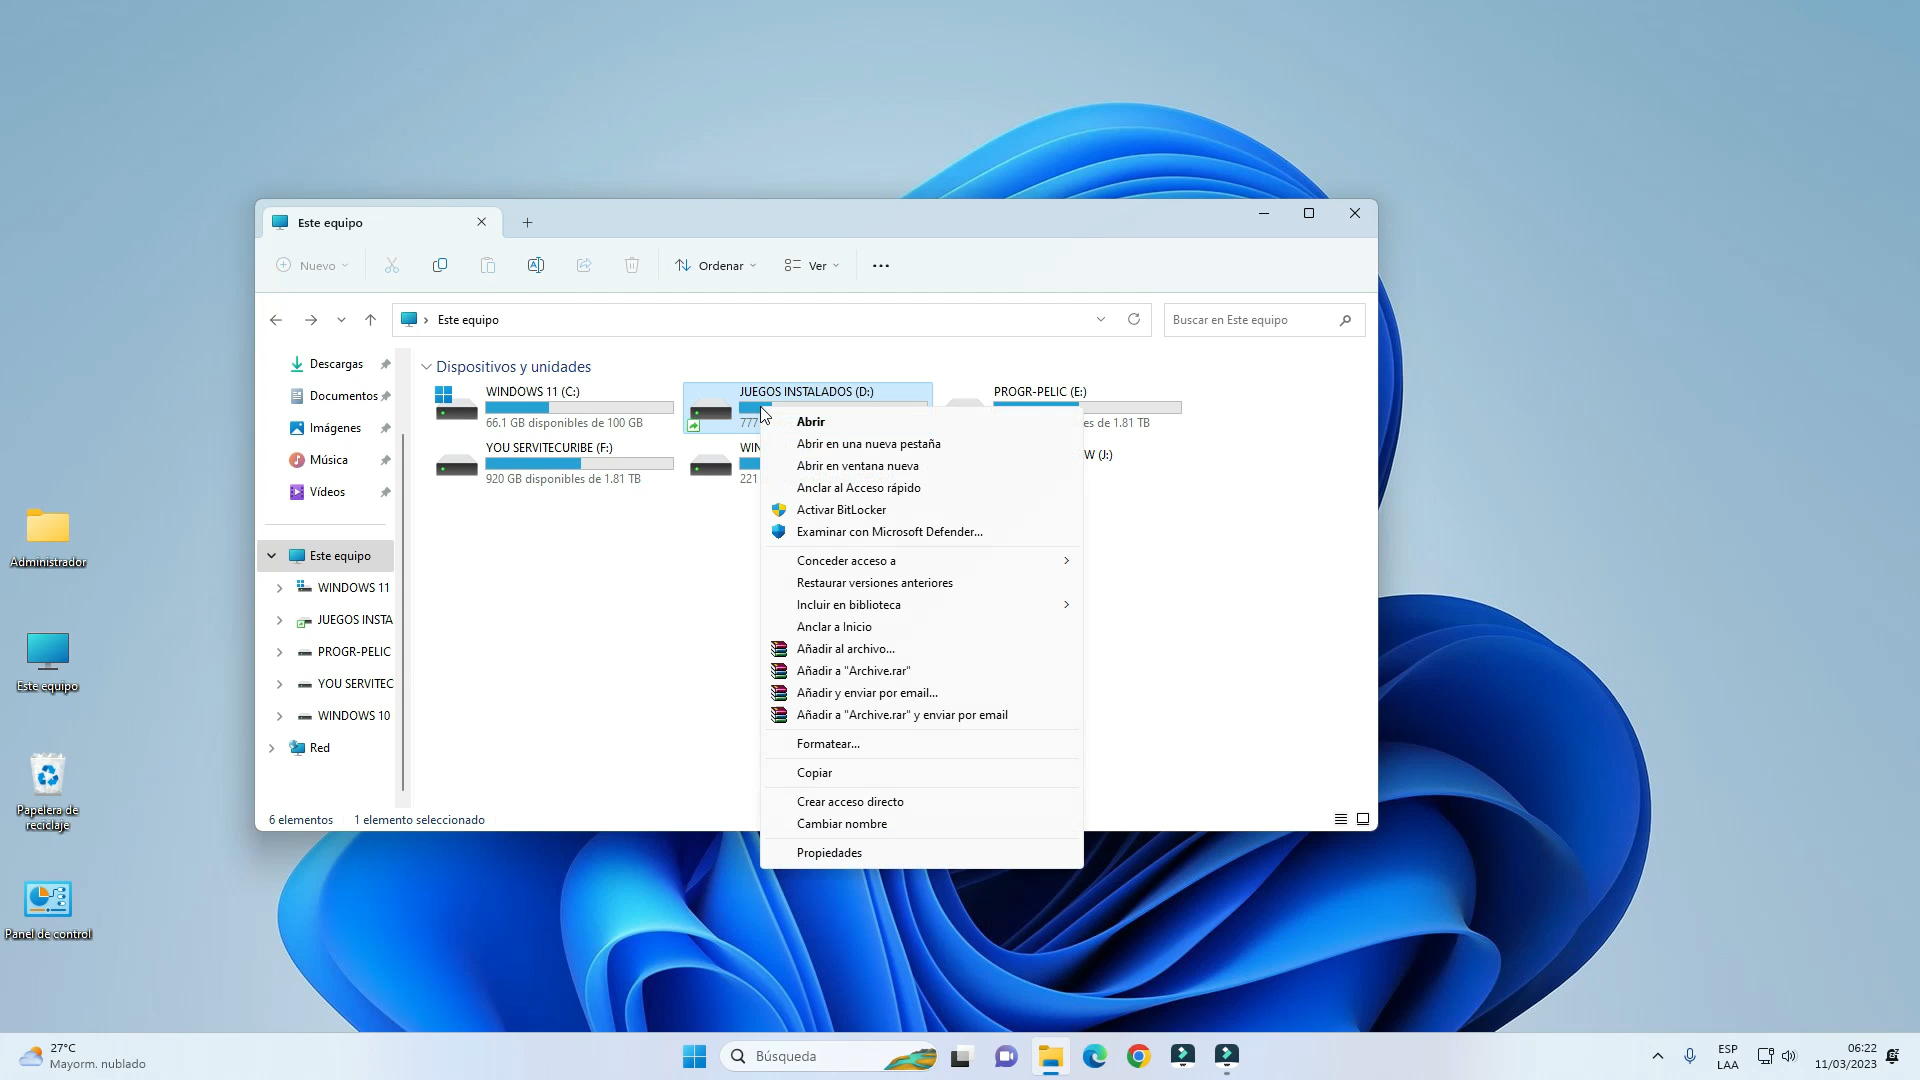 Este equipo
Nuevo
Ordenar
Ver
Este equipo
Buscar en Este equipo
Descargas
Documentos
Imágenes
Música
Vídeos
Este equipo
WINDOWS 11
JUEGOS INSTA
PROGR-PELIC
YOU SERVITEC
WINDOWS 10
Red
Dispositivos y unidades
WINDOWS 11 (C:)
66.1 GB disponibles de 100 GB
JUEGOS INSTALADOS (D:)
777
PROGR-PELIC (E:)
es de 1.81 TB
YOU SERVITECURIBE (F:)
920 GB disponibles de 1.81 TB
WIN
221
W (J:)
Abrir
Abrir en una nueva pestaña
Abrir en ventana nueva
Anclar al Acceso rápido
Activar BitLocker
Examinar con Microsoft Defender...
Conceder acceso a
Restaurar versiones anteriores
Incluir en biblioteca
Anclar a Inicio
Añadir al archivo...
Añadir a "Archive.rar"
Añadir y enviar por email...
Añadir a "Archive.rar" y enviar por email
Formatear...
Copiar
Crear acceso directo
Cambiar nombre
Propiedades
6 elementos
1 elemento seleccionado
Administrador
Este equipo
Papelera de
reciclaje
Panel de control
27°C
Mayorm. nublado
Búsqueda
ESP
LAA
06:22
11/03/2023